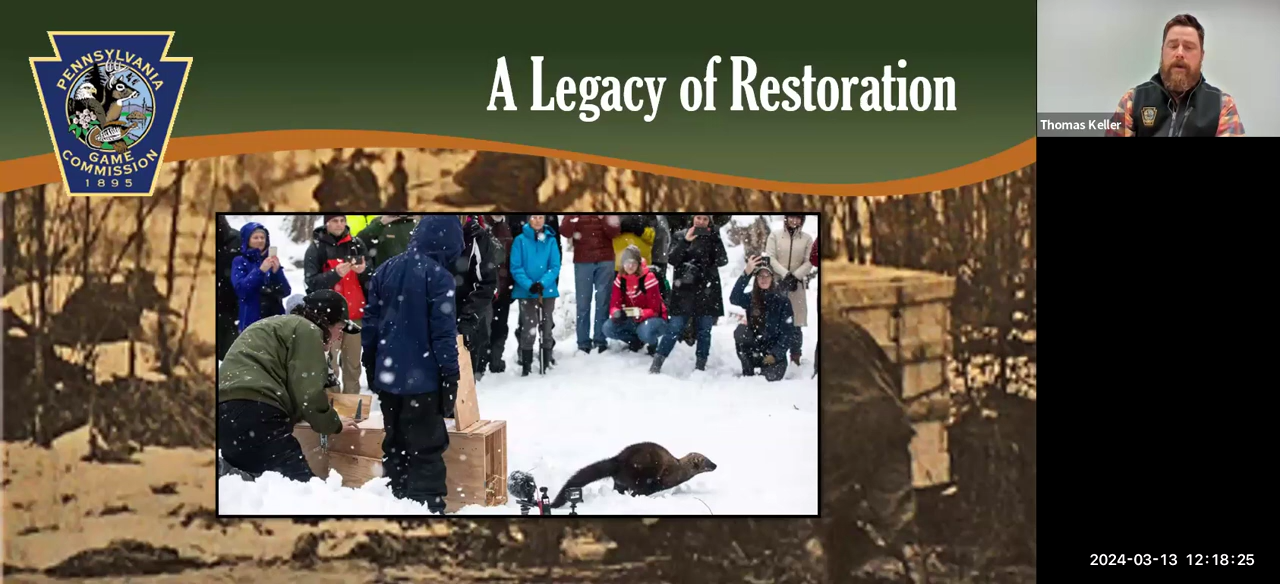 PENNSYLVANIA
GAME
COMMISSION
1895
A Legacy of Restoration
Thomas Keller
2024-03-13 12:18:25